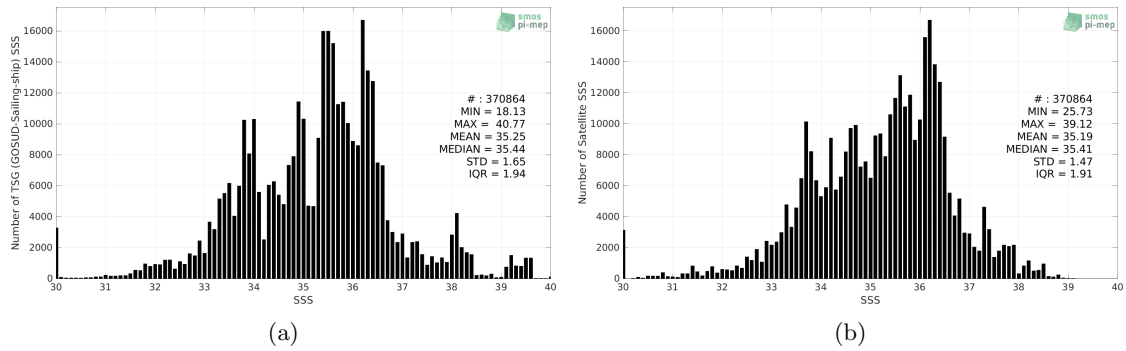 16000
14000
12000
10000
8000
6000
4000
2000
0
Number of TSG (GOSUD-Sailing-ship) SSS
smos
pi-mep
# : 370864
MIN = 18.13
MAX = 40.77
MEAN = 35.25
MEDIAN = 35.44
STD = 1.65
IQR = 1.94
30 31 32 33 34 35 36 37 38 39 40
SSS
(a)
16000
14000
12000
10000
8000
6000
4000
2000
0
Number of Satellite SSS
smos
pi-mep
# : 370864
MIN = 25.73
MAX = 39.12
MEAN = 35.19
MEDIAN = 35.41
STD = 1.47
IQR = 1.91
30 31 32 33 34 35 36 37 38 39 40
SSS
(b)